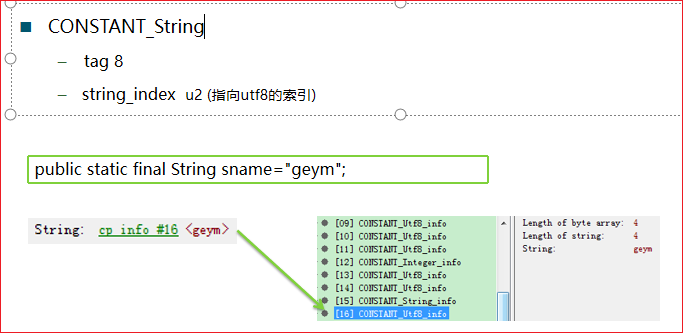 CONSTANT_String
– tag 8
– string_index u2 (指向utf8的索引)
public static final String sname="geym";
String: cp info #16 <geym>
[09] CONSTANT_Utf8_info
[10] CONSTANT_Utf8_info
[11] CONSTANT_Utf8_info
[12] CONSTANT_Integer_info
[13] CONSTANT_Utf8_info
[14] CONSTANT_Utf8_info
[15] CONSTANT_String_info
[16] CONSTANT_Utf8_info
Length of byte array: 4
Length of string: 4
String: geym